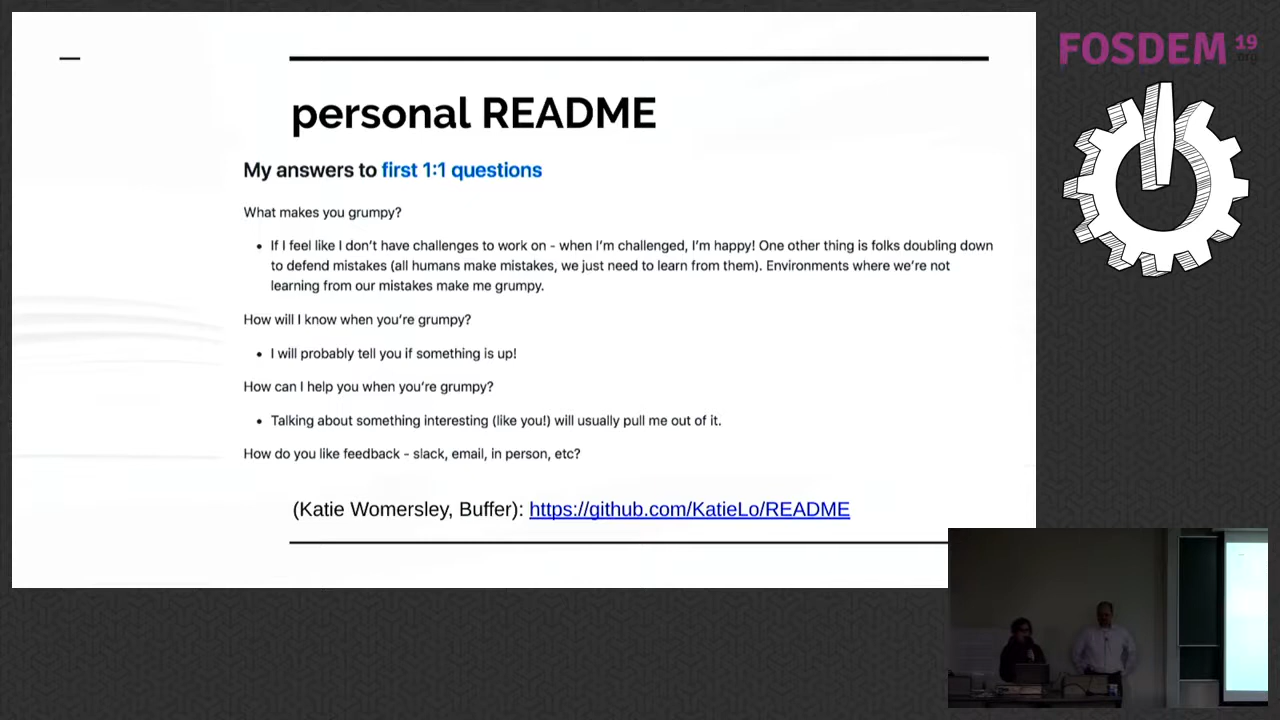 personal README
My answers to first 1:1 questions
What makes you grumpy?
• If I feel like I don't have challenges to work on - when I'm challenged, I'm happy! One other thing is folks doubling down
to defend mistakes (all humans make mistakes, we just need to learn from them). Environments where we're not
learning from our mistakes make me grumpy.
How will I know when you're grumpy?
• I will probably tell you if something is up!
How can I help you when you're grumpy?
• Talking about something interesting (like you!) will usually pull me out of it.
How do you like feedback - slack, email, in person, etc?
(Katie Womersley, Buffer): https://github.com/KatieLo/README
FOSDEM 19
.org